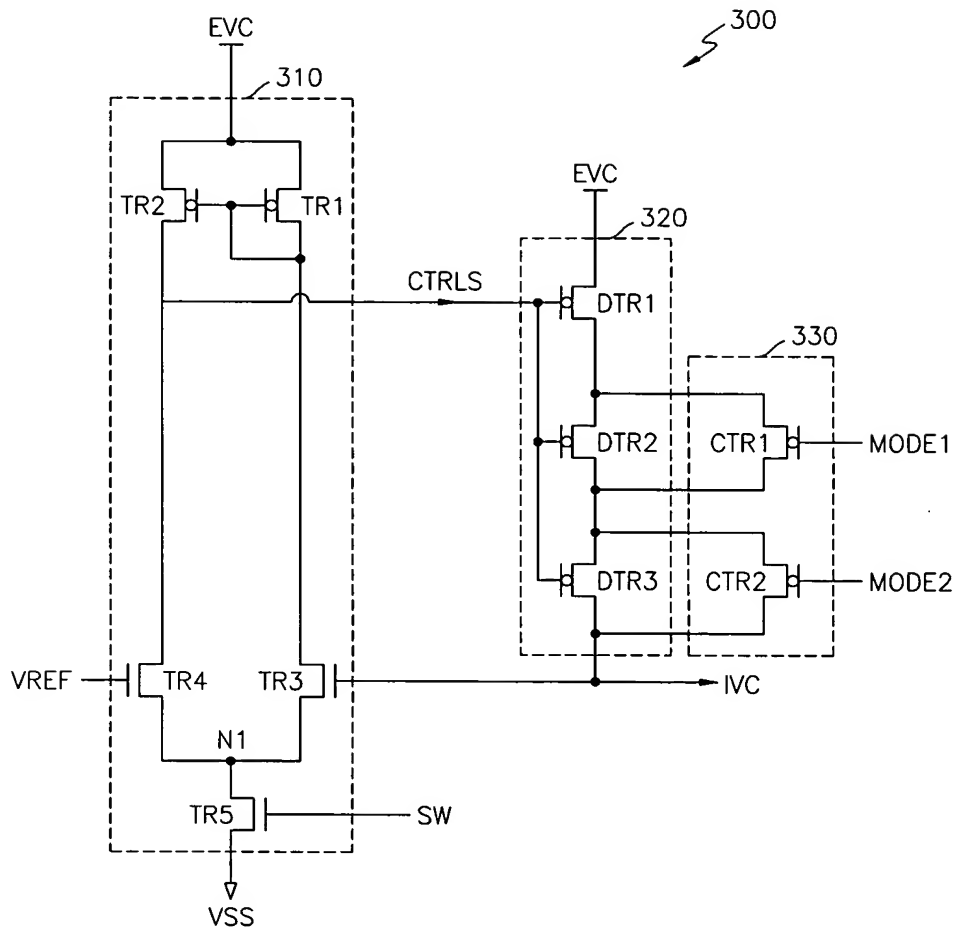 300
EVC
310
TR2
TR1
EVC
320
CTRLS
DTR1
330
DTR2
CTR1
MODE1
DTR3
CTR2
MODE2
VREF
TR4
TR3
IVC
N1
TR5
SW
VSS